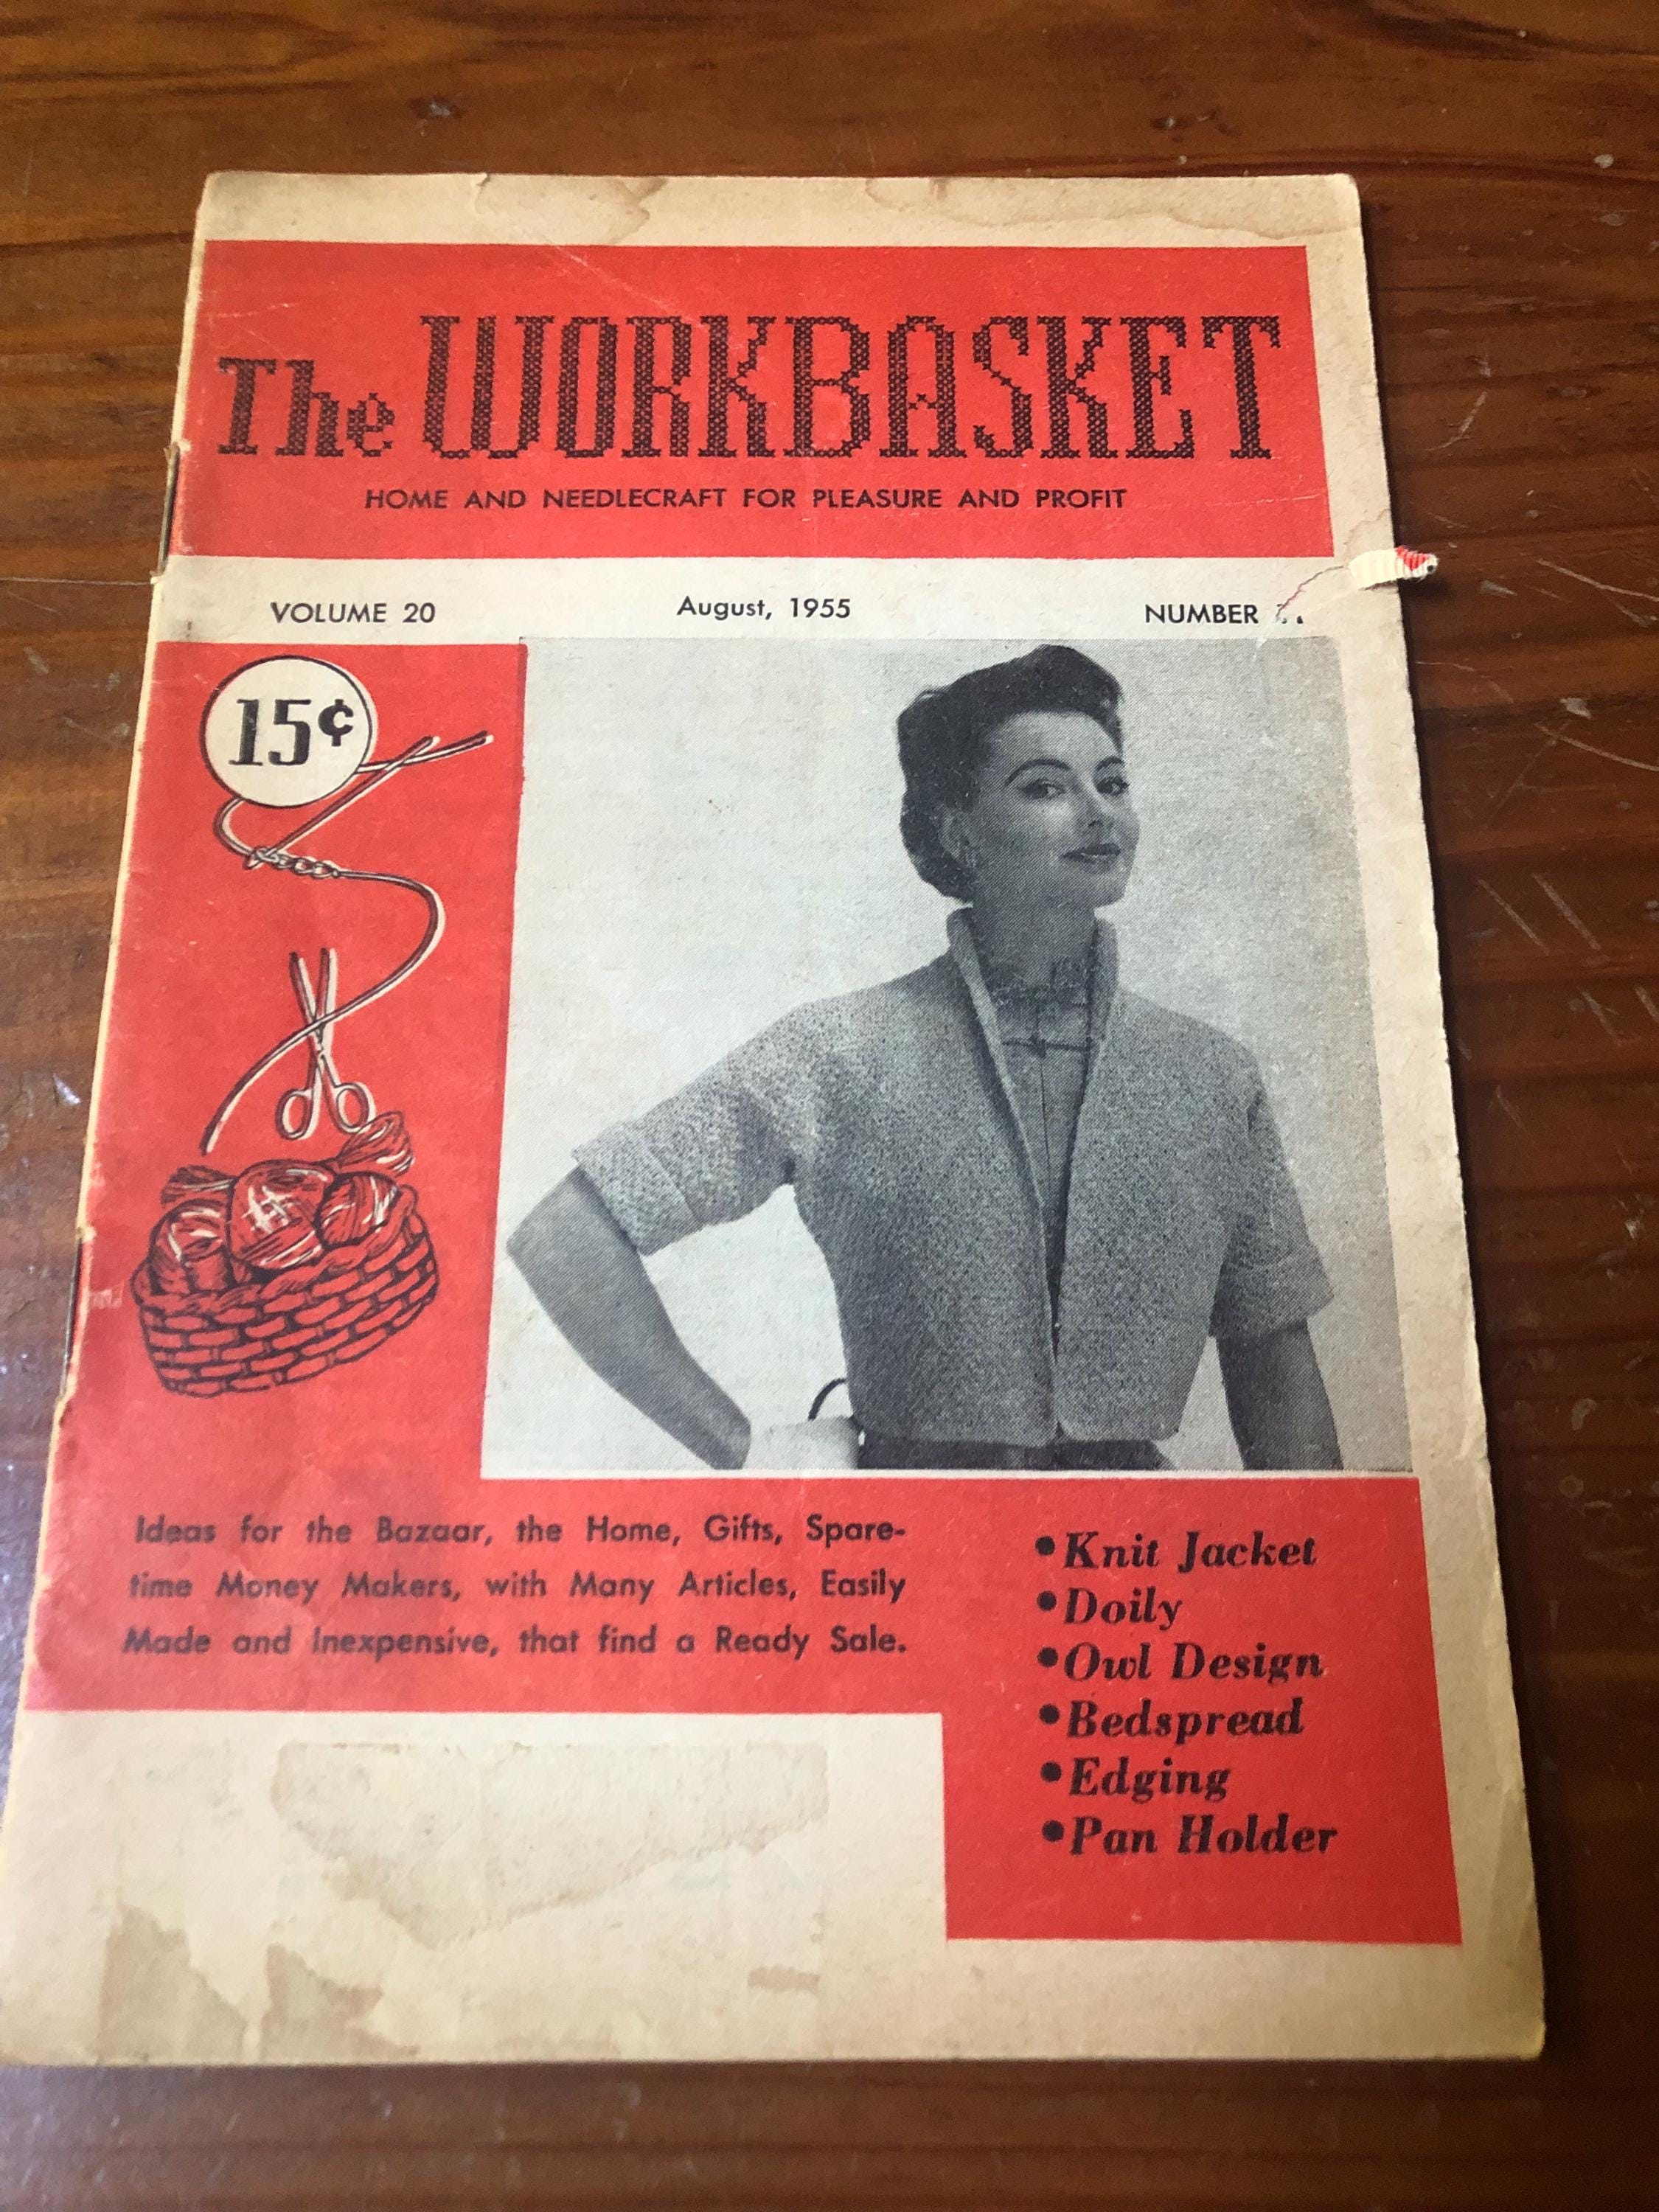 The WORKBASKET
HOME AND NEEDLECRAFT FOR PLEASURE AND PROFIT
VOLUME 20 August, 1955 NUMBER
15¢
Ideas for the Bazaar, the Home, Gifts, Spare-
time Money Makers, with Many Articles, Easily
Made and Inexpensive, that find a Ready Sale.
•Knit Jacket
•Doily
•Owl Design
•Bedspread
•Edging
•Pan Holder